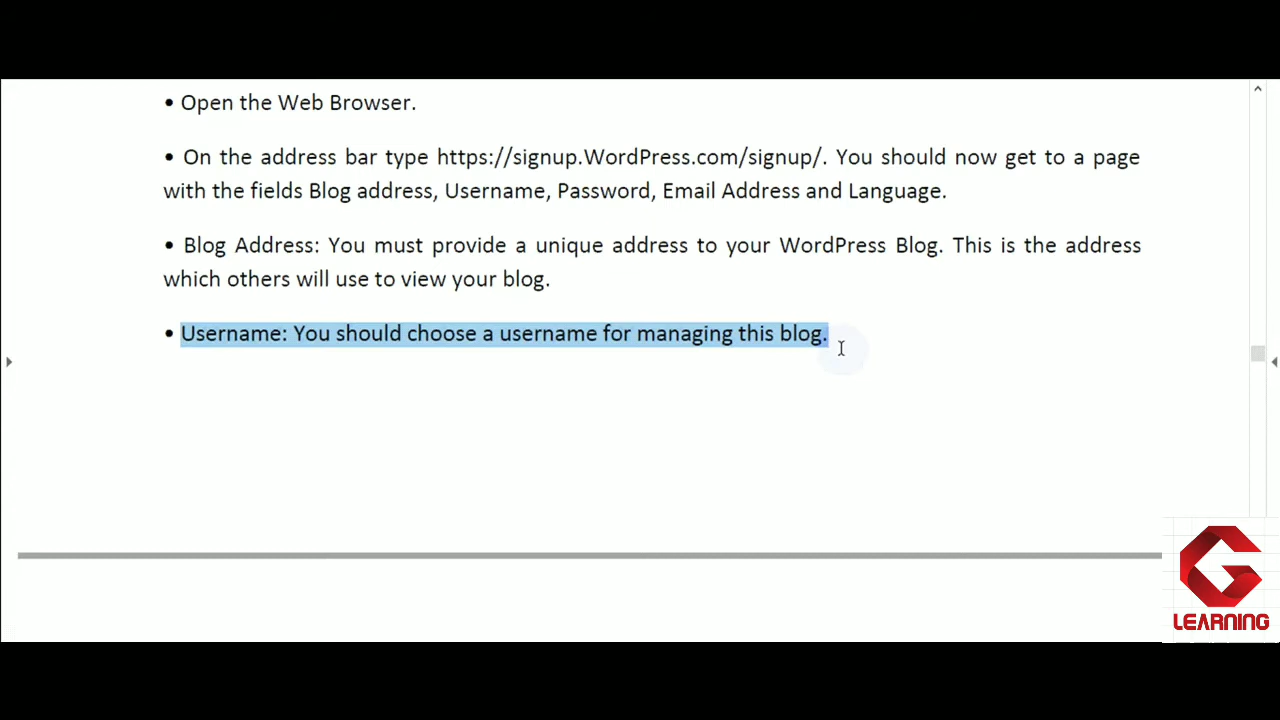 • Open the Web Browser.
• On the address bar type https://signup.WordPress.com/signup/. You should now get to a page
with the fields Blog address, Username, Password, Email Address and Language.
• Blog Address: You must provide a unique address to your WordPress Blog. This is the address
which others will use to view your blog.
• Username: You should choose a username for managing this blog.
G
LEARNING